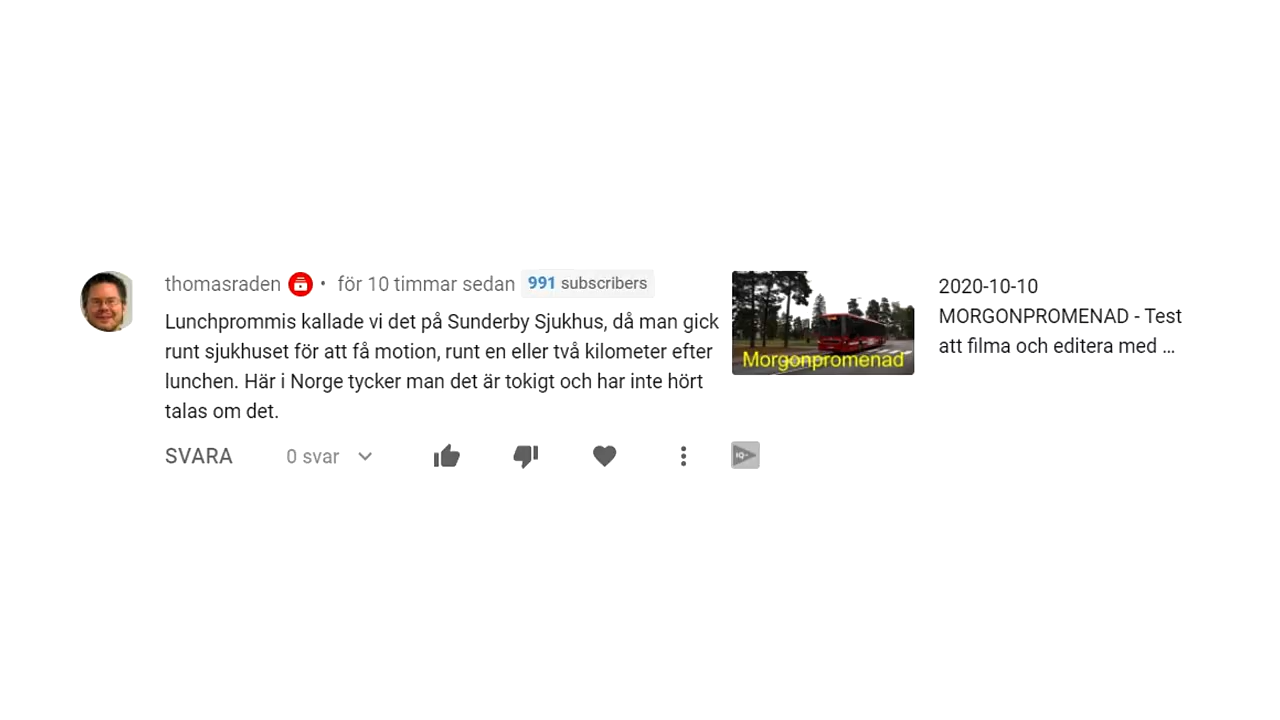 thomasraden • för 10 timmar sedan 991 subscribers
Lunchprommis kallade vi det på Sunderby Sjukhus, då man gick
runt sjukhuset för att få motion, runt en eller två kilometer efter
lunchen. Här i Norge tycker man det är tokigt och har inte hört
talas om det.
SVARA 0 svar
IQ
Morgonpromenad
2020-10-10
MORGONPROMENAD - Test
att filma och editera med ...